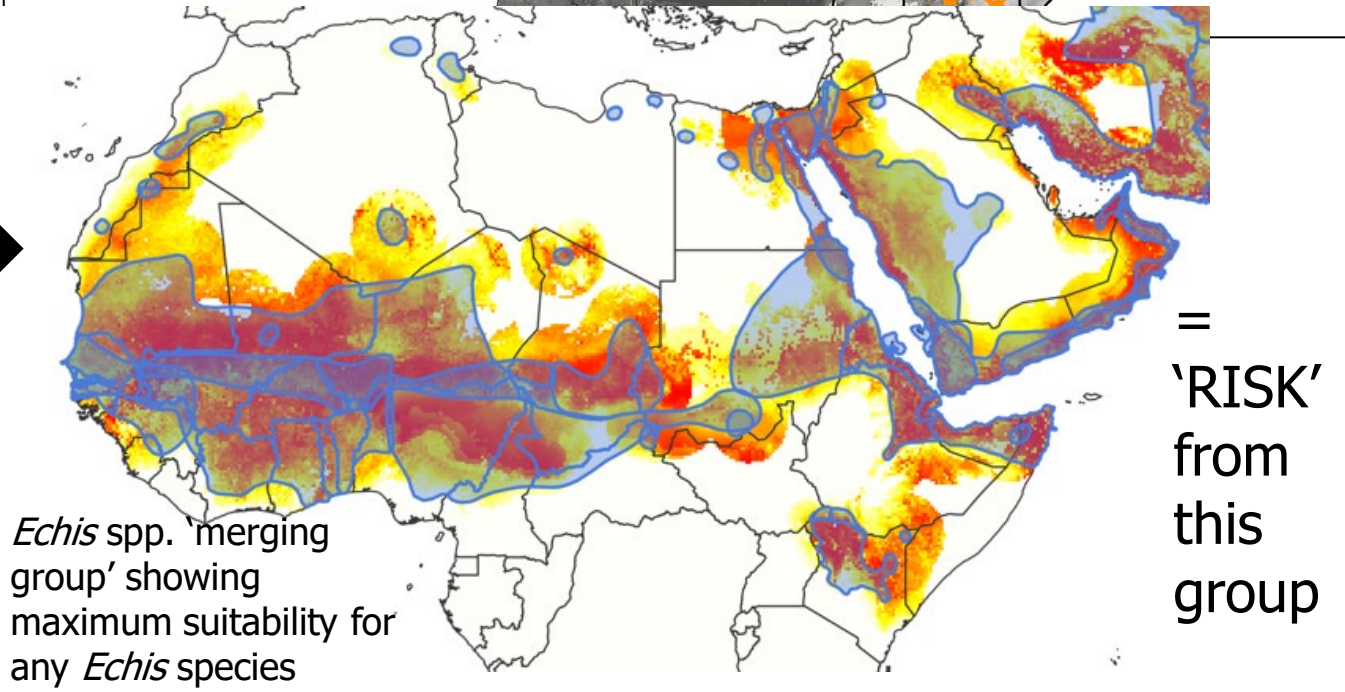 =
‘RISK’
from
this
group
Echis spp. ‘merging
group’ showing
maximum suitability for
any Echis species